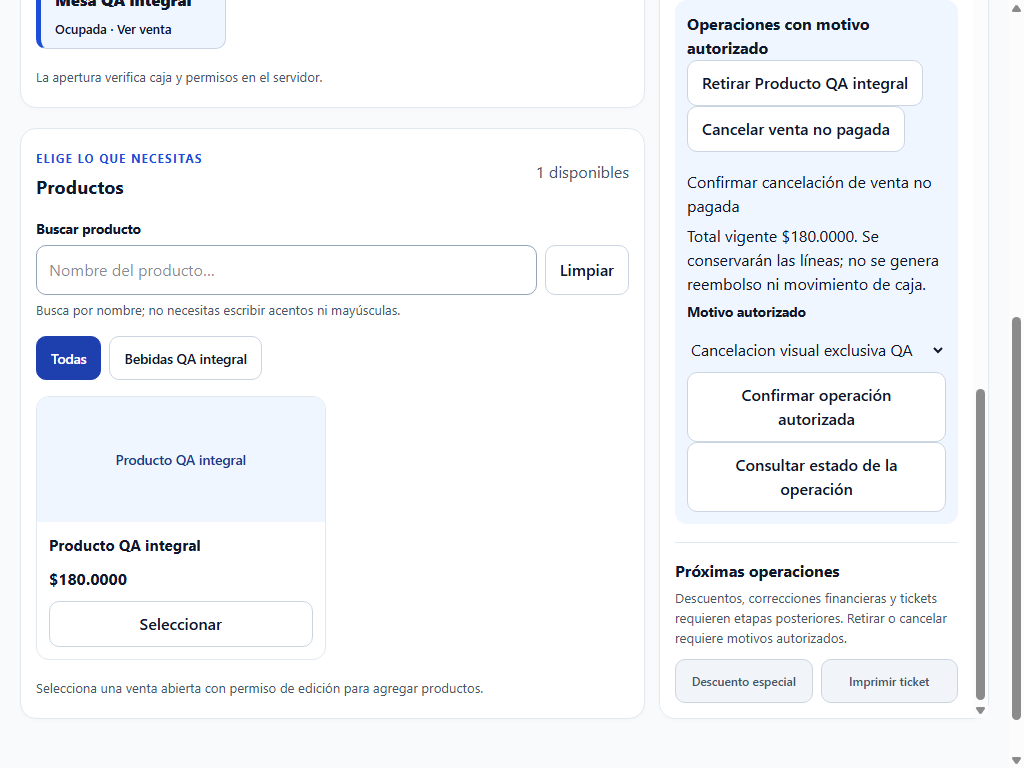 Mesa QA integral
Ocupada · Ver venta
La apertura verifica caja y permisos en el servidor.
ELIGE LO QUE NECESITAS
Productos
1 disponibles
Buscar producto
Nombre del producto...
Limpiar
Busca por nombre; no necesitas escribir acentos ni mayúsculas.
Todas
Bebidas QA integral
Producto QA integral
Producto QA integral
$180.0000
Seleccionar
Selecciona una venta abierta con permiso de edición para agregar productos.
Operaciones con motivo
autorizado
Retirar Producto QA integral
Cancelar venta no pagada
Confirmar cancelación de venta no
pagada
Total vigente $180.0000. Se
conservarán las líneas; no se genera
reembolso ni movimiento de caja.
Motivo autorizado
Cancelacion visual exclusiva QA
Confirmar operación
autorizada
Consultar estado de la
operación
Próximas operaciones
Descuentos, correcciones financieras y tickets
requieren etapas posteriores. Retirar o cancelar
requiere motivos autorizados.
Descuento especial
Imprimir ticket